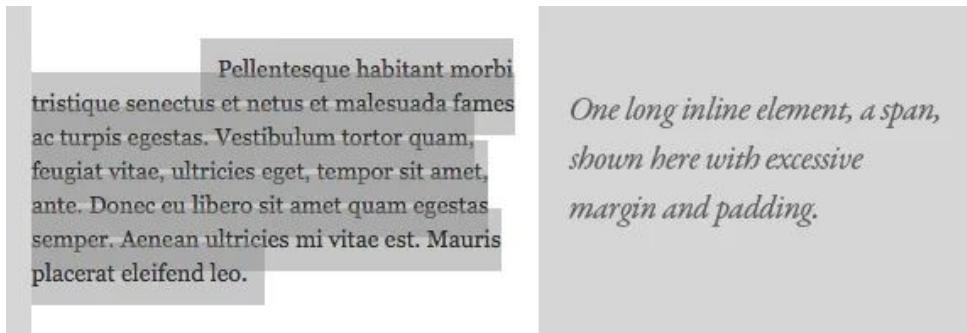 Pellentesque habitant morbi
tristique senectus et netus et malesuada fames
ac turpis egestas. Vestibulum tortor quam,
feugiat vitae, ultricies eget, tempor sit amet,
ante. Donec eu libero sit amet quam egestas
semper. Aenean ultricies mi vitae est. Mauris
placerat eleifend leo.
One long inline element, a span,
shown here with excessive
margin and padding.